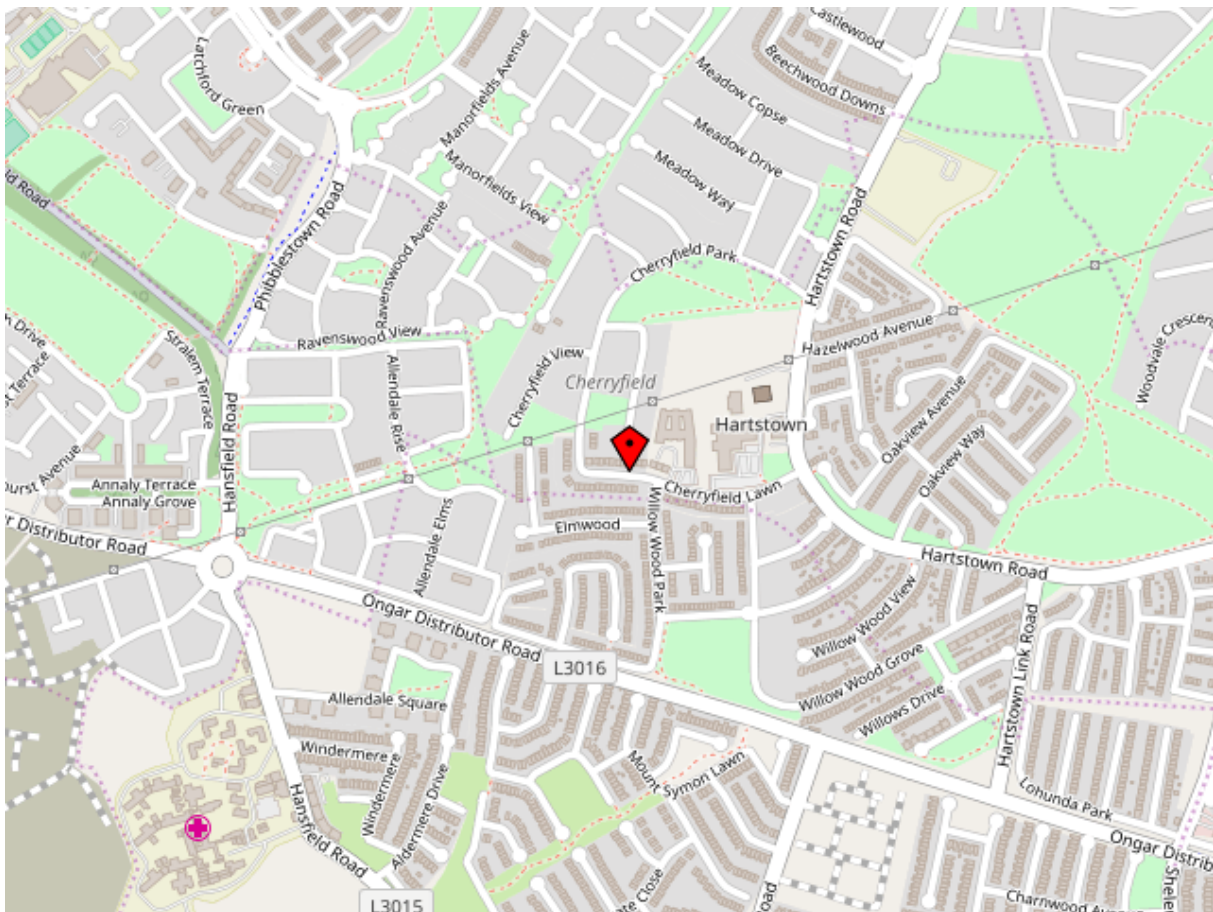 Castlewood
Latchford Green
Beechwood Downs
Manorfields Avenue
Meadow Copse
Meadow Drive
Manorfields View
Meadow Way
Hartstown Road
Phibblestown Road
Ravenswood Avenue
Cherryfield Park
Ravenswood View
Hazelwood Avenue
Woodvale Crescent
Stralem Terrace
Cherryfield View
Allendale Rise
Cherryfield
Oakview Avenue
Hartstown
Hansfield Road
Oakview Way
Annaly Terrace
Annaly Grove
Cherryfield Lawn
Distributor Road
Allendale Elms
Elmwood
Willow Wood Park
Hartstown Road
Ongar Distributor Road
L3016
Willow Wood View
Willow Wood Grove
Willows Drive
Hartstown Link Road
Allendale Square
Windermere
Windermere
Aldermere Drive
Mount Symon Lawn
Hansfield Road
Lohunda Park
Ongar Distrib
L3015
Close
Road
Charnwood